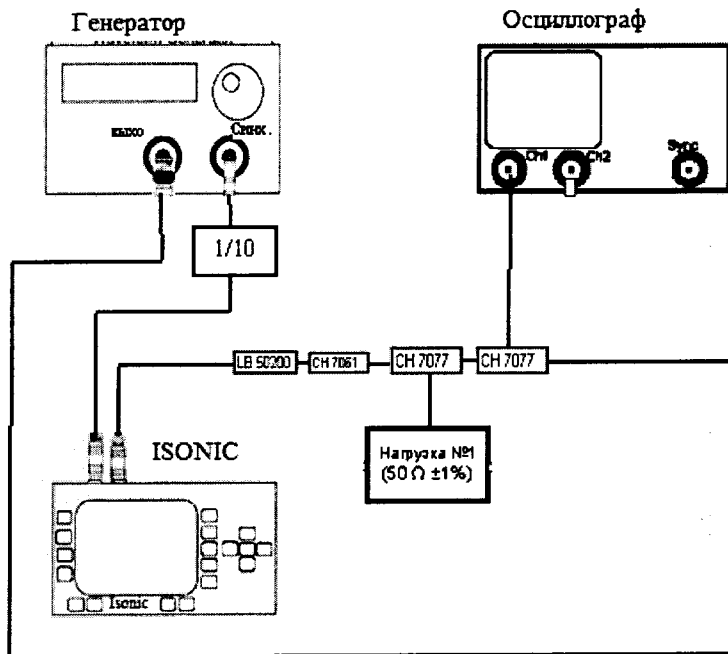 Генератор
Осциллограф
выхо
Синх.
Ch1
Ch2
Sync
1/10
LB 50200
CH 7061
CH 7077
CH 7077
ISONIC
Нагрузка №1
(50 Ω ±1%)
Isonic